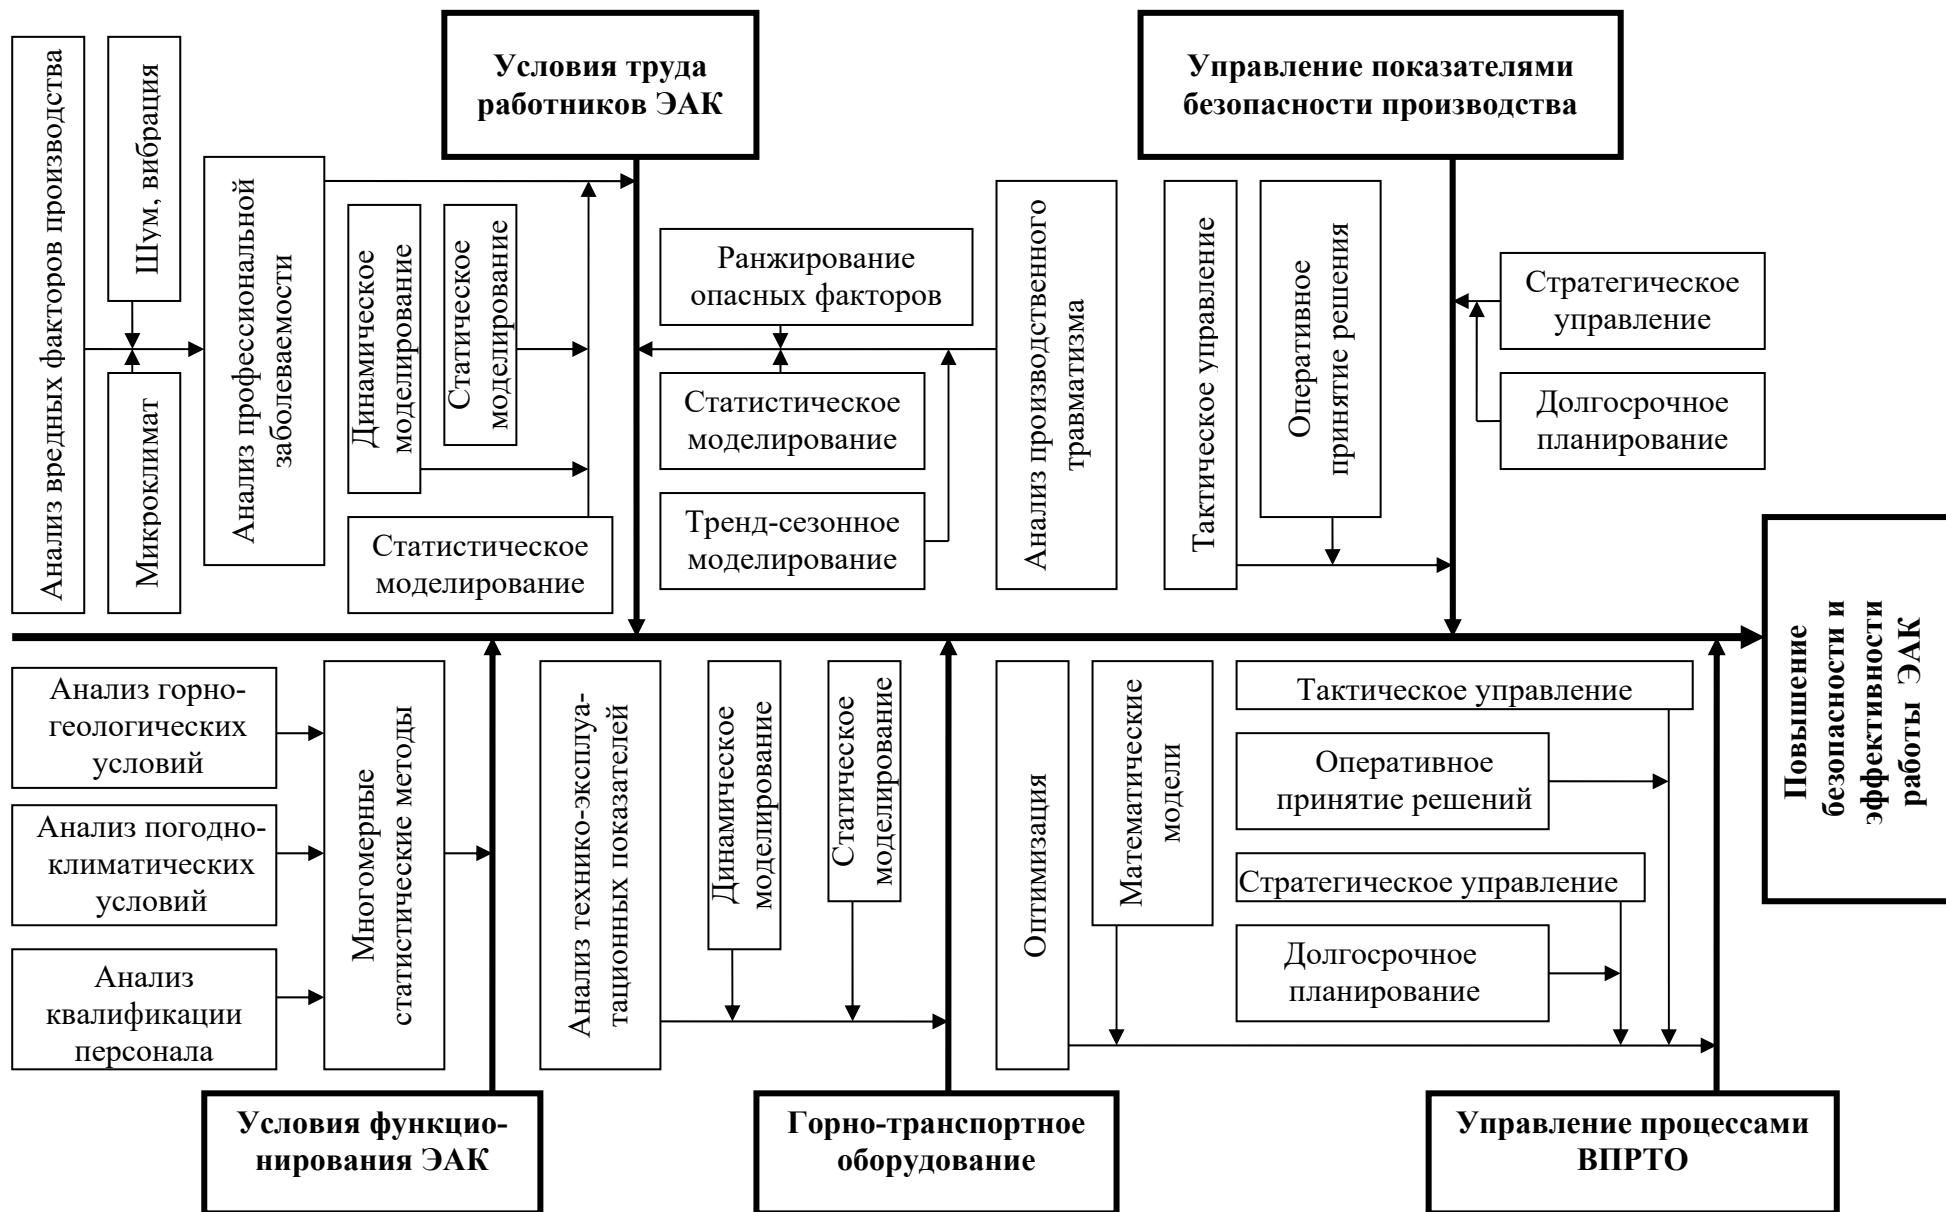 Условия труда
работников ЭАК
Управление показателями
безопасности производства
Анализ вредных факторов производства
Шум, вибрация
Микроклимат
Анализ профессиональной
заболеваемости
Динамическое
моделирование
Статическое
моделирование
Статистическое
моделирование
Ранжирование
опасных факторов
Статистическое
моделирование
Тренд-сезонное
моделирование
Анализ производственного
травматизма
Тактическое управление
Оперативное
принятие решения
Стратегическое
управление
Долгосрочное
планирование
Повышение
безопасности и
эффективности
работы ЭАК
Анализ горно-
геологических
условий
Анализ погодно-
климатических
условий
Анализ
квалификации
персонала
Многомерные
статистические методы
Анализ технико-эксплуа-
тационных показателей
Динамическое
моделирование
Статическое
моделирование
Оптимизация
Математические
модели
Тактическое управление
Оперативное
принятие решений
Стратегическое управление
Долгосрочное
планирование
Условия функцио-
нирования ЭАК
Горно-транспортное
оборудование
Управление процессами
ВПРТО